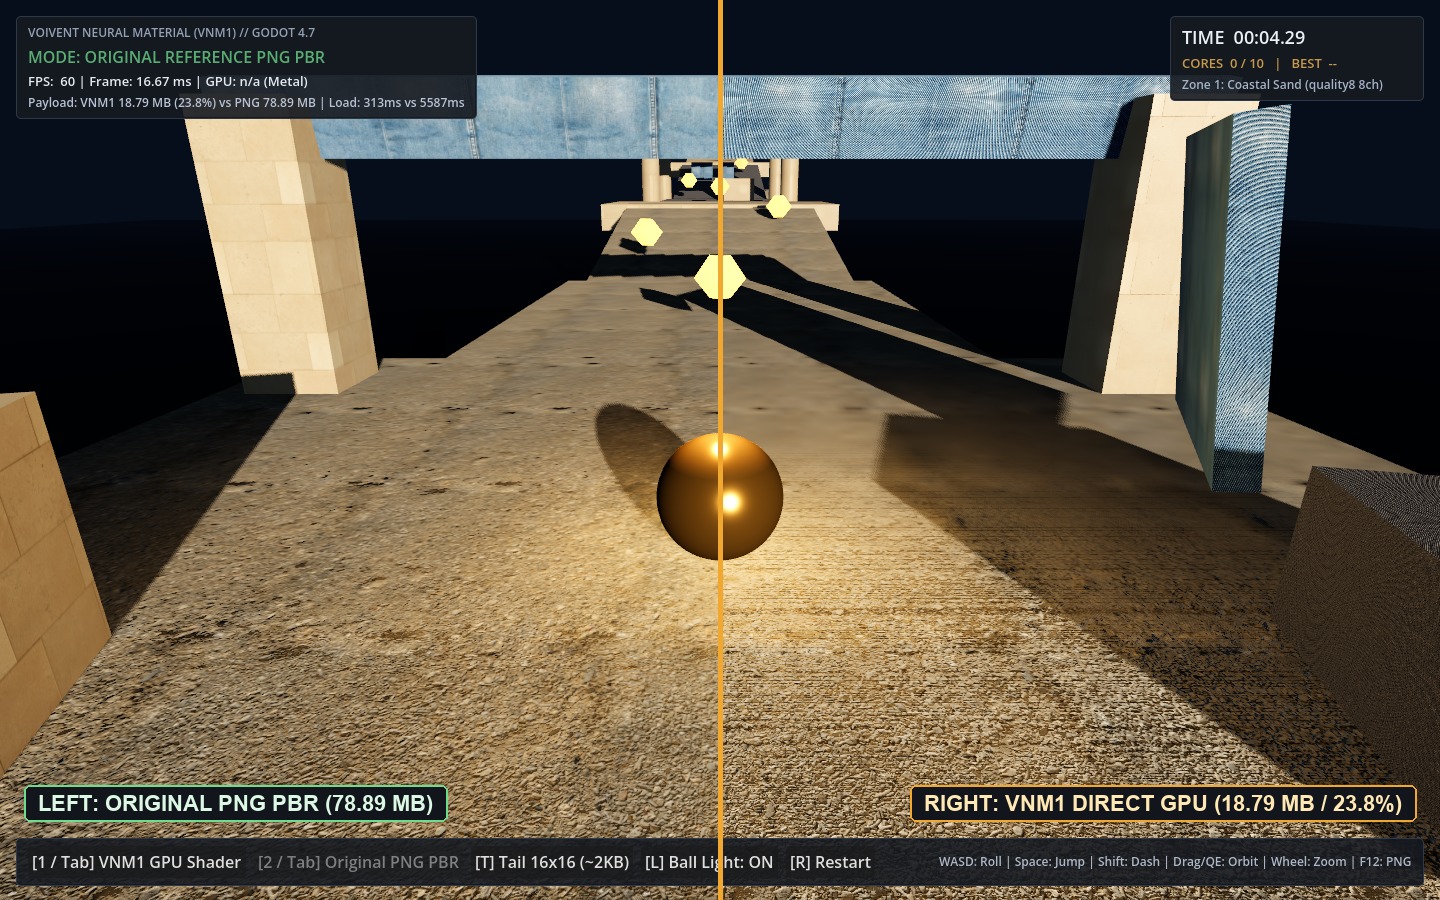 VOIVENT NEURAL MATERIAL (VNM1) // GODOT 4.7
MODE: ORIGINAL REFERENCE PNG PBR
FPS: 60 | Frame: 16.67 ms | GPU: n/a (Metal)
Payload: VNM1 18.79 MB (23.8%) vs PNG 78.89 MB | Load: 313ms vs 5587ms
TIME 00:04.29
CORES 0 / 10 | BEST --
Zone 1: Coastal Sand (quality8 8ch)
LEFT: ORIGINAL PNG PBR (78.89 MB)
RIGHT: VNM1 DIRECT GPU (18.79 MB / 23.8%)
[1 / Tab] VNM1 GPU Shader [2 / Tab] Original PNG PBR [T] Tail 16x16 (~2KB) [L] Ball Light: ON [R] Restart
WASD: Roll | Space: Jump | Shift: Dash | Drag/QE: Orbit | Wheel: Zoom | F12: PNG